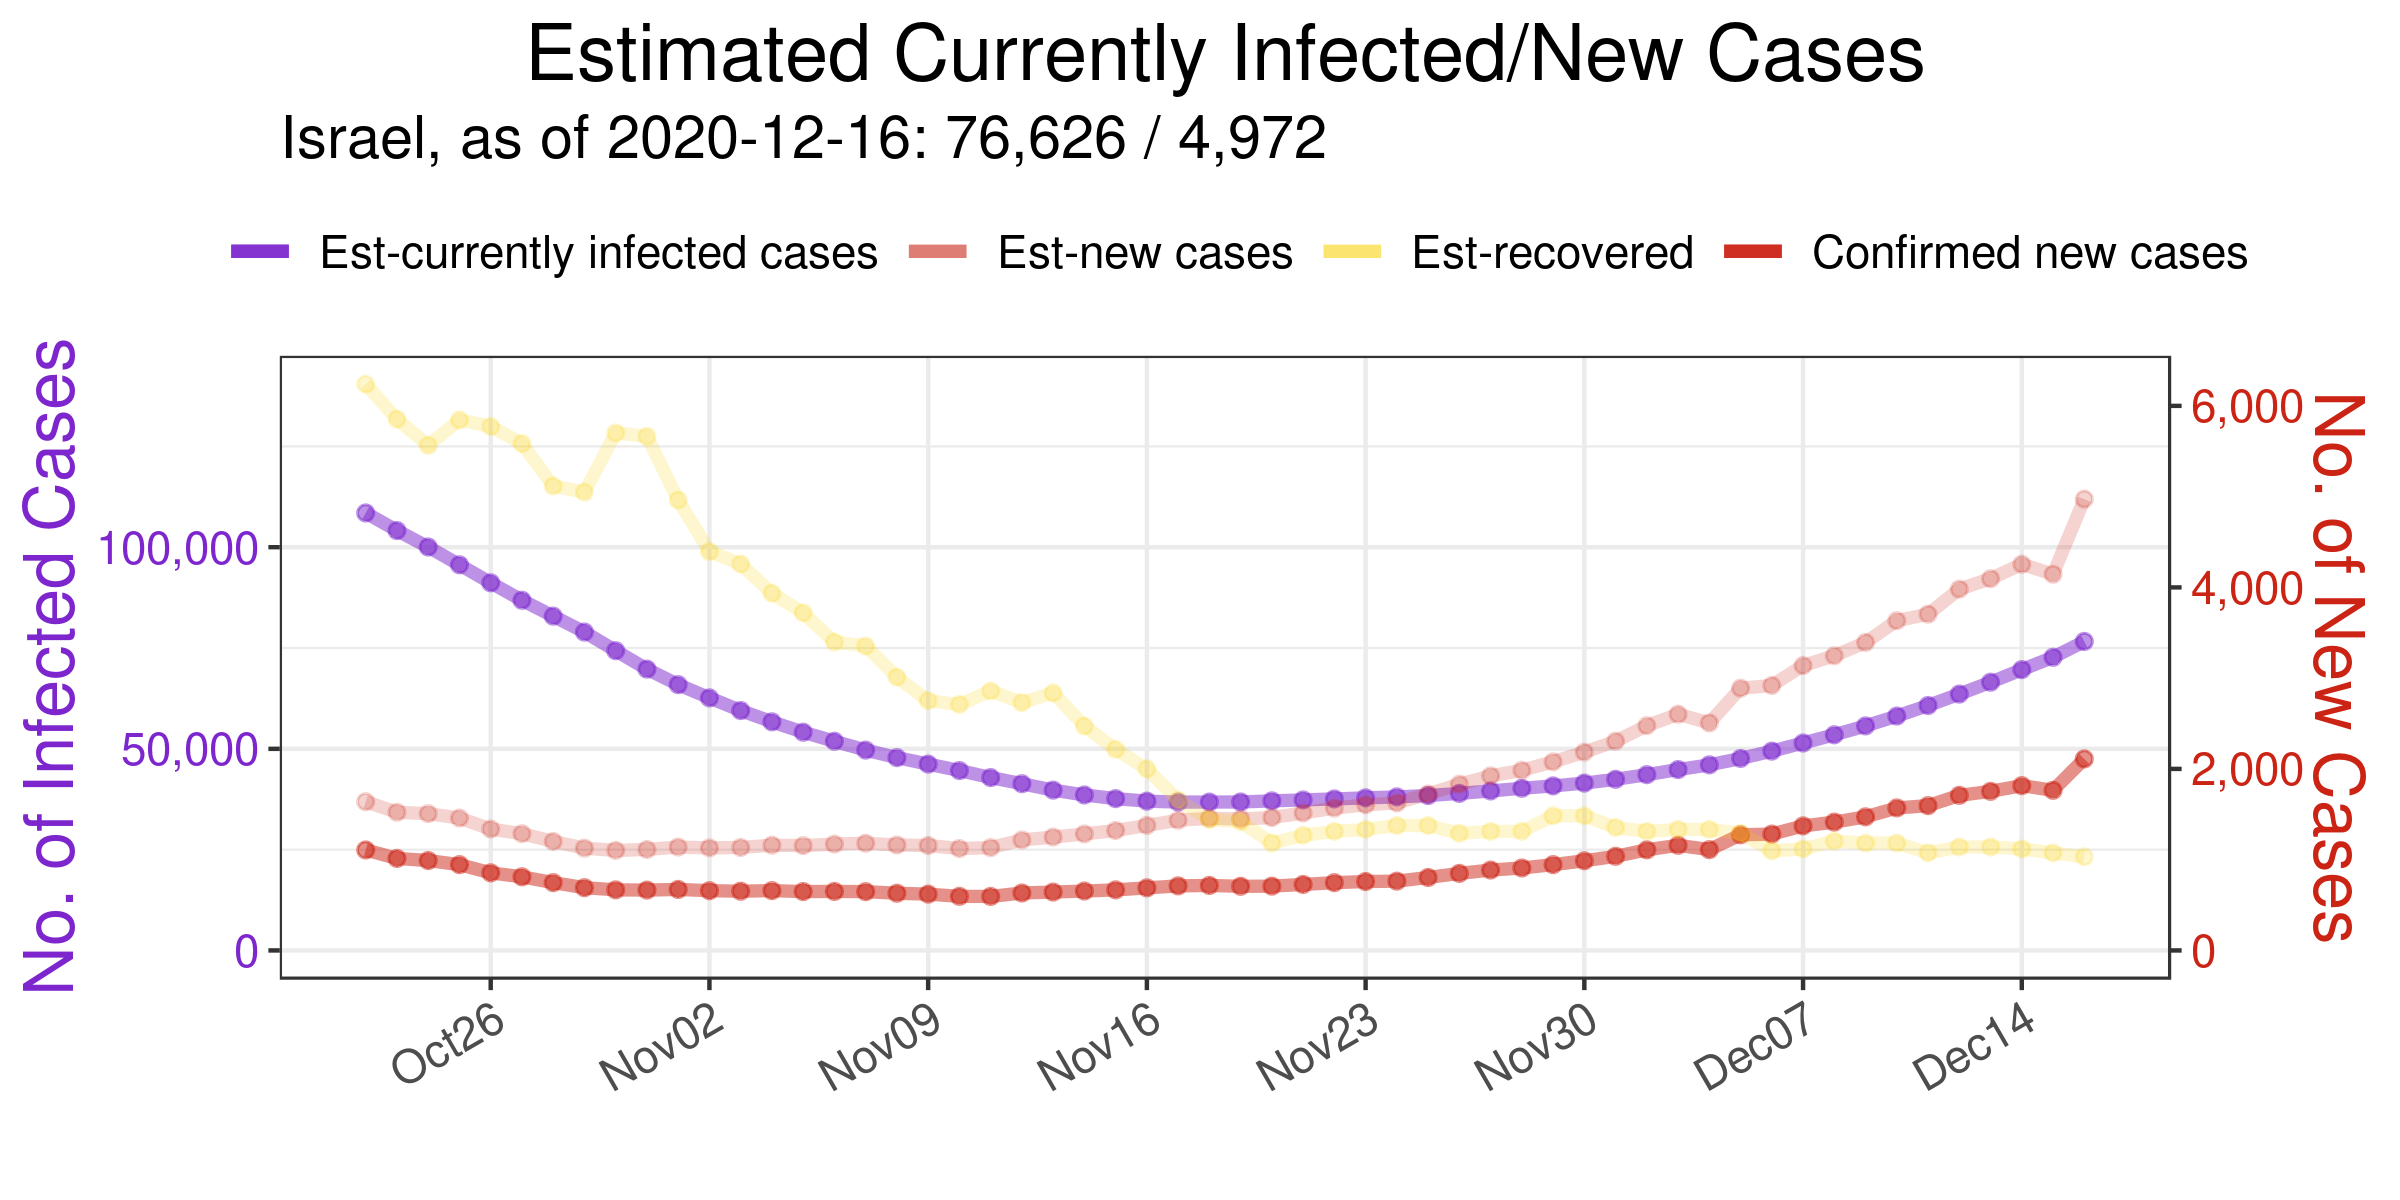 Estimated Currently Infected/New Cases
Israel, as of 2020-12-16: 76,626 / 4,972
Est-currently infected cases Est-new cases Est-recovered Confirmed new cases
No. of Infected Cases
100,000
50,000
0
6,000
4,000
2,000
0
No. of New Cases
Oct26 Nov02 Nov09 Nov16 Nov23 Nov30 Dec07 Dec14